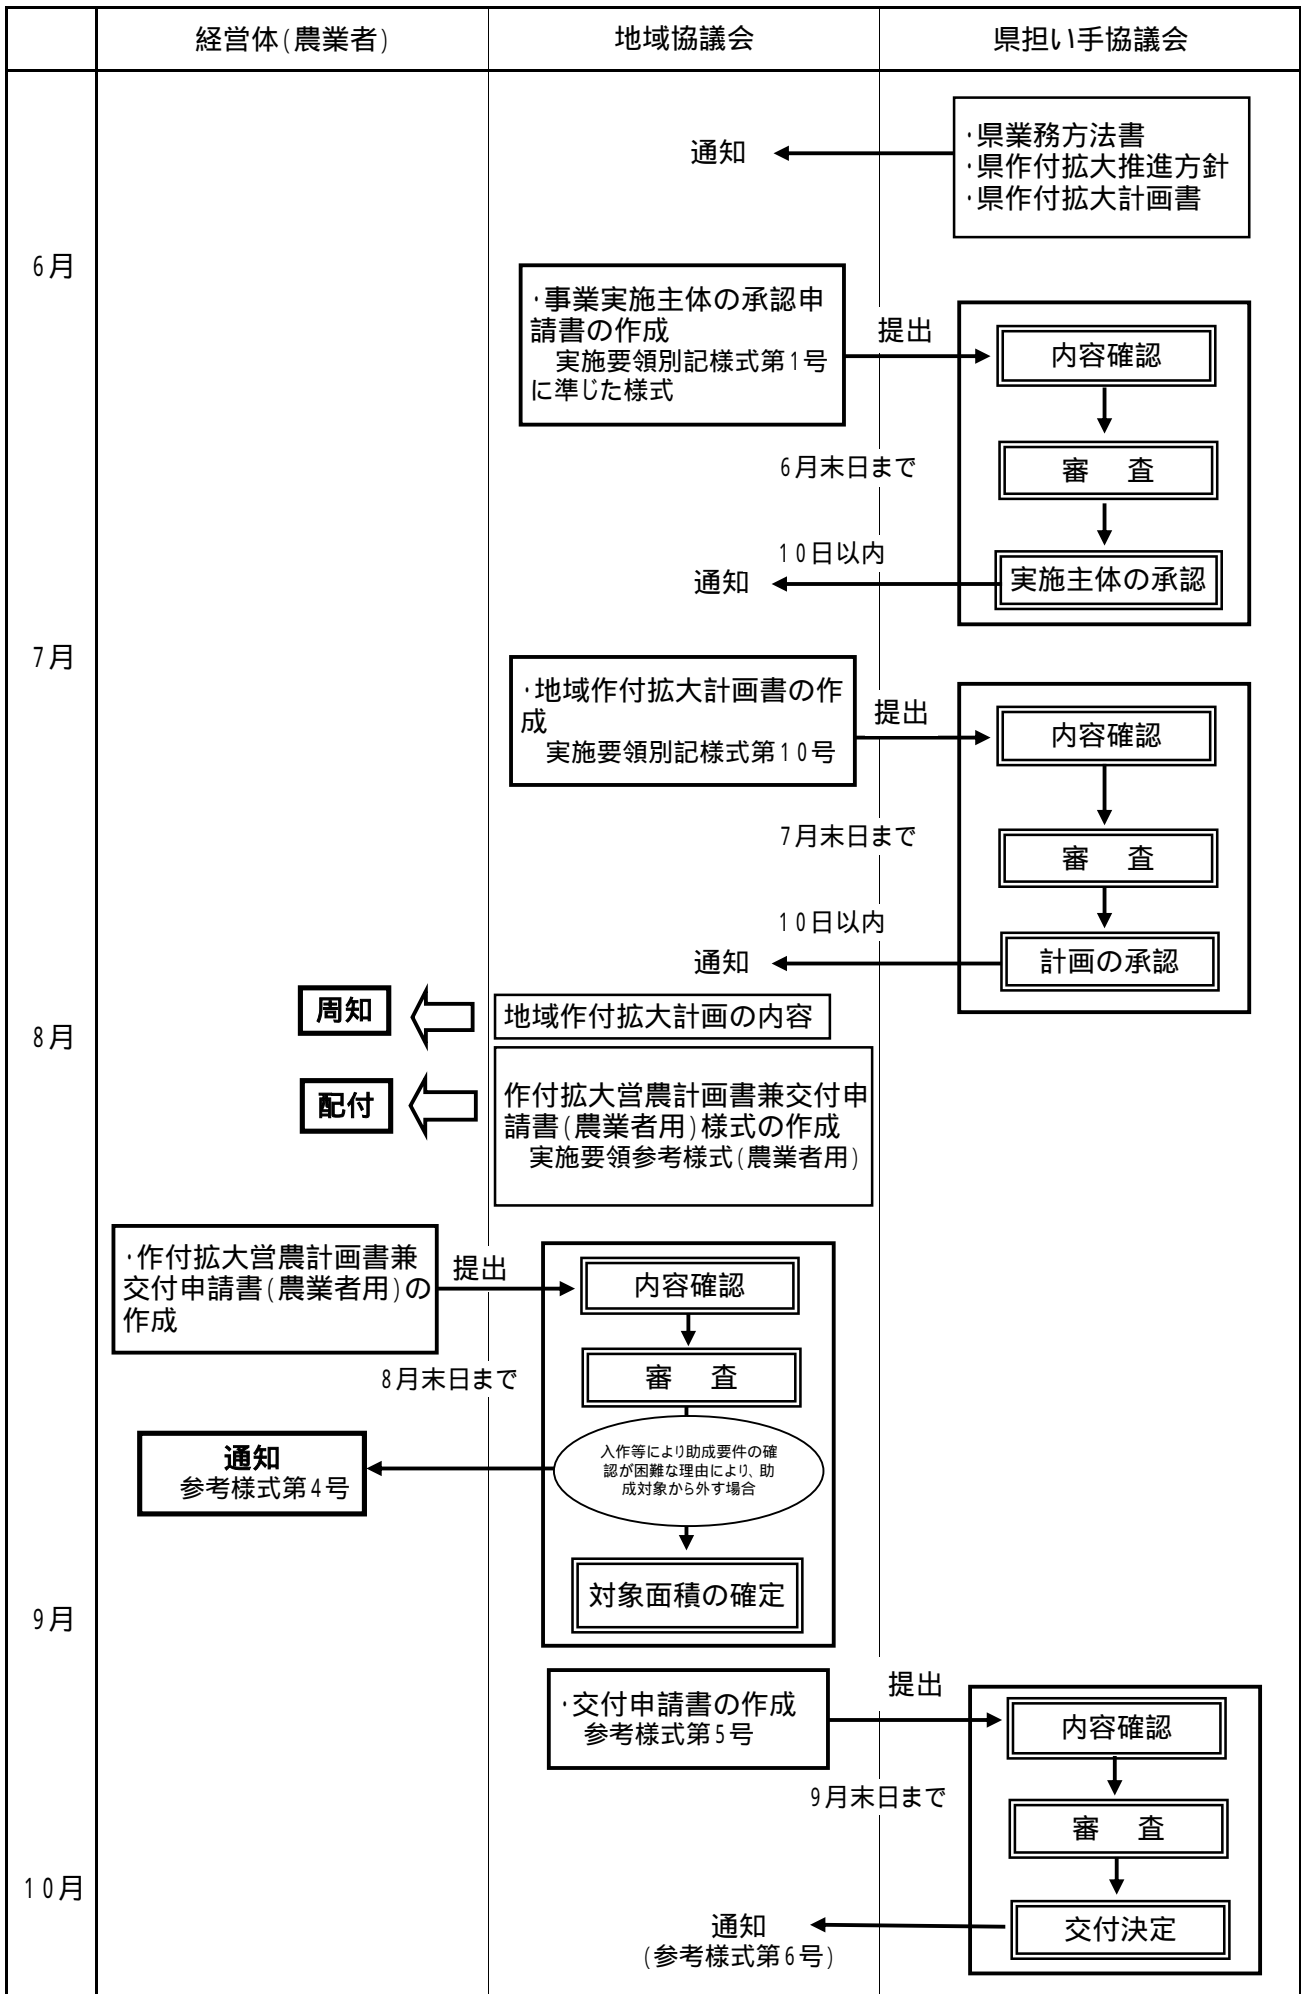 経営体(農業者)
地域協議会
県担い手協議会
・県業務方法書
・県作付拡大推進方針
・県作付拡大計画書
通知
6月
・事業実施主体の承認申
請書の作成
実施要領別記様式第1号
に準じた様式
提出
内容確認
6月末日まで
審　査
10日以内
通知
実施主体の承認
7月
・地域作付拡大計画書の作
成
実施要領別記様式第10号
提出
内容確認
7月末日まで
審　査
10日以内
通知
計画の承認
8月
周知
地域作付拡大計画の内容
配付
作付拡大営農計画書兼交付申
請書(農業者用)様式の作成
実施要領参考様式(農業者用)
・作付拡大営農計画書兼
交付申請書(農業者用)の
作成
提出
内容確認
8月末日まで
審　査
通知
参考様式第4号
入作等により助成要件の確
認が困難な理由により、助
成対象から外す場合
対象面積の確定
9月
・交付申請書の作成
参考様式第5号
提出
内容確認
9月末日まで
審　査
10月
通知
(参考様式第6号)
交付決定